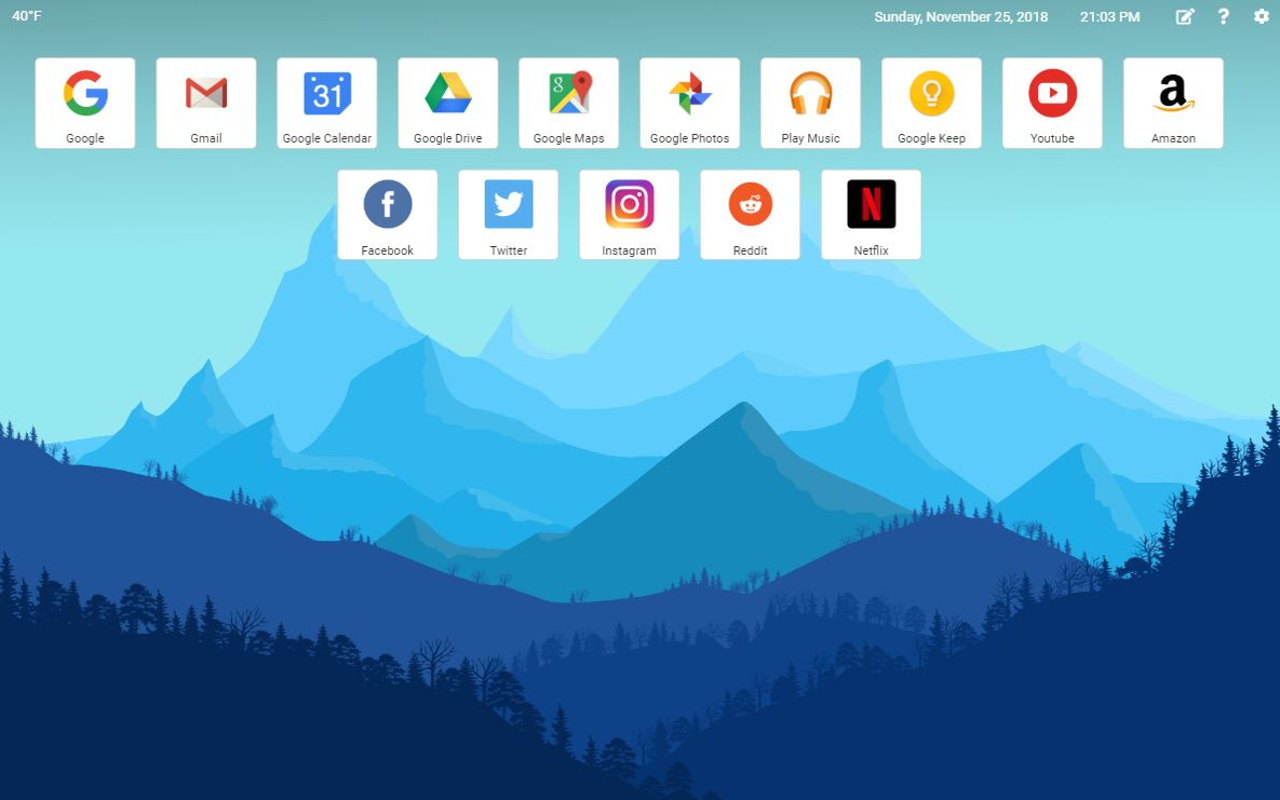 40°F
Sunday, November 25, 2018 21:03 PM ?
31
Google Gmail Google Calendar Google Drive Google Maps Google Photos Play Music Google Keep Youtube Amazon
Facebook Twitter Instagram Reddit Netflix